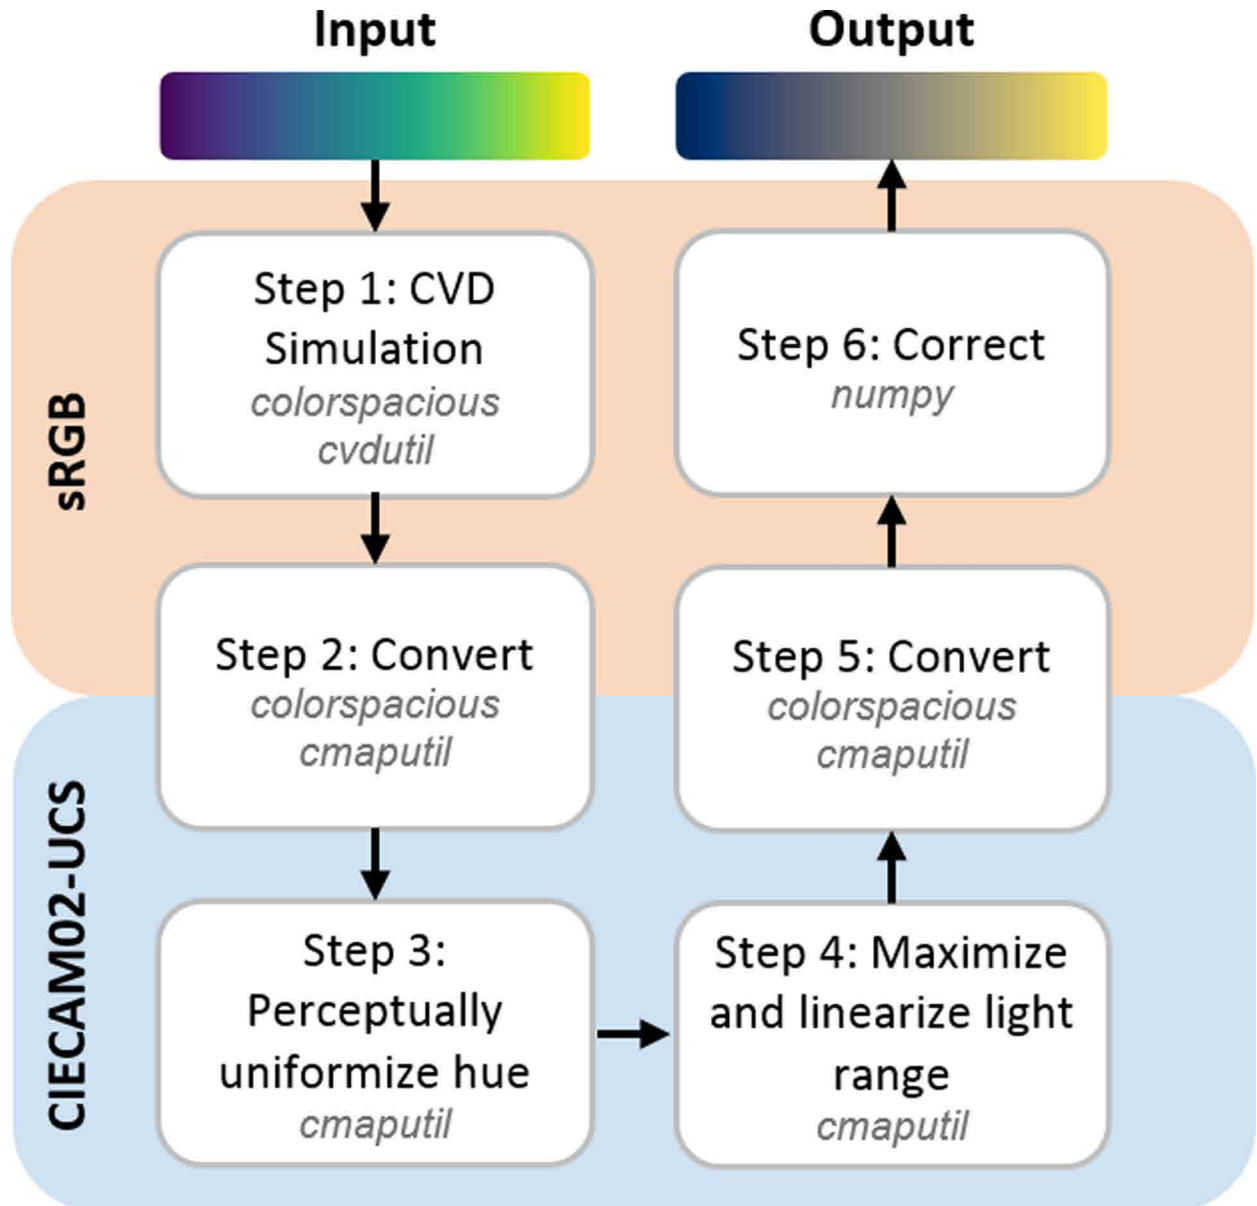 Input
Output
sRGB
Step 1: CVD
Simulation
colorspacious
cvdutil
Step 2: Convert
colorspacious
cmaputil
CIECAM02-UCS
Step 3:
Perceptually
uniformize hue
cmaputil
Step 4: Maximize
and linearize light
range
cmaputil
Step 5: Convert
colorspacious
cmaputil
Step 6: Correct
numpy